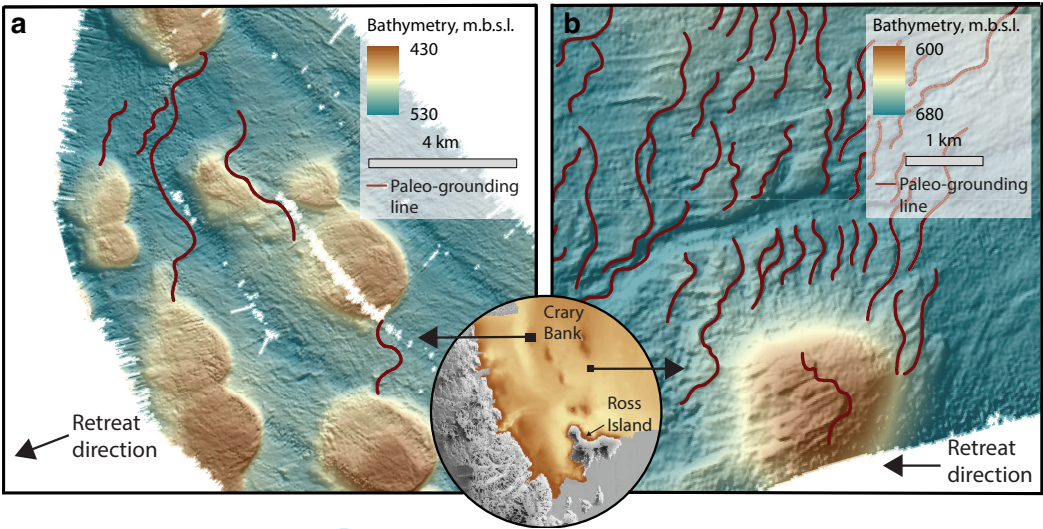 a
Bathymetry, m.b.s.l.
430
530
4 km
Paleo-grounding
line
Retreat
direction
b
Bathymetry, m.b.s.l.
600
680
1 km
Paleo-grounding
line
Retreat
direction
Crary
Bank
Ross
Island